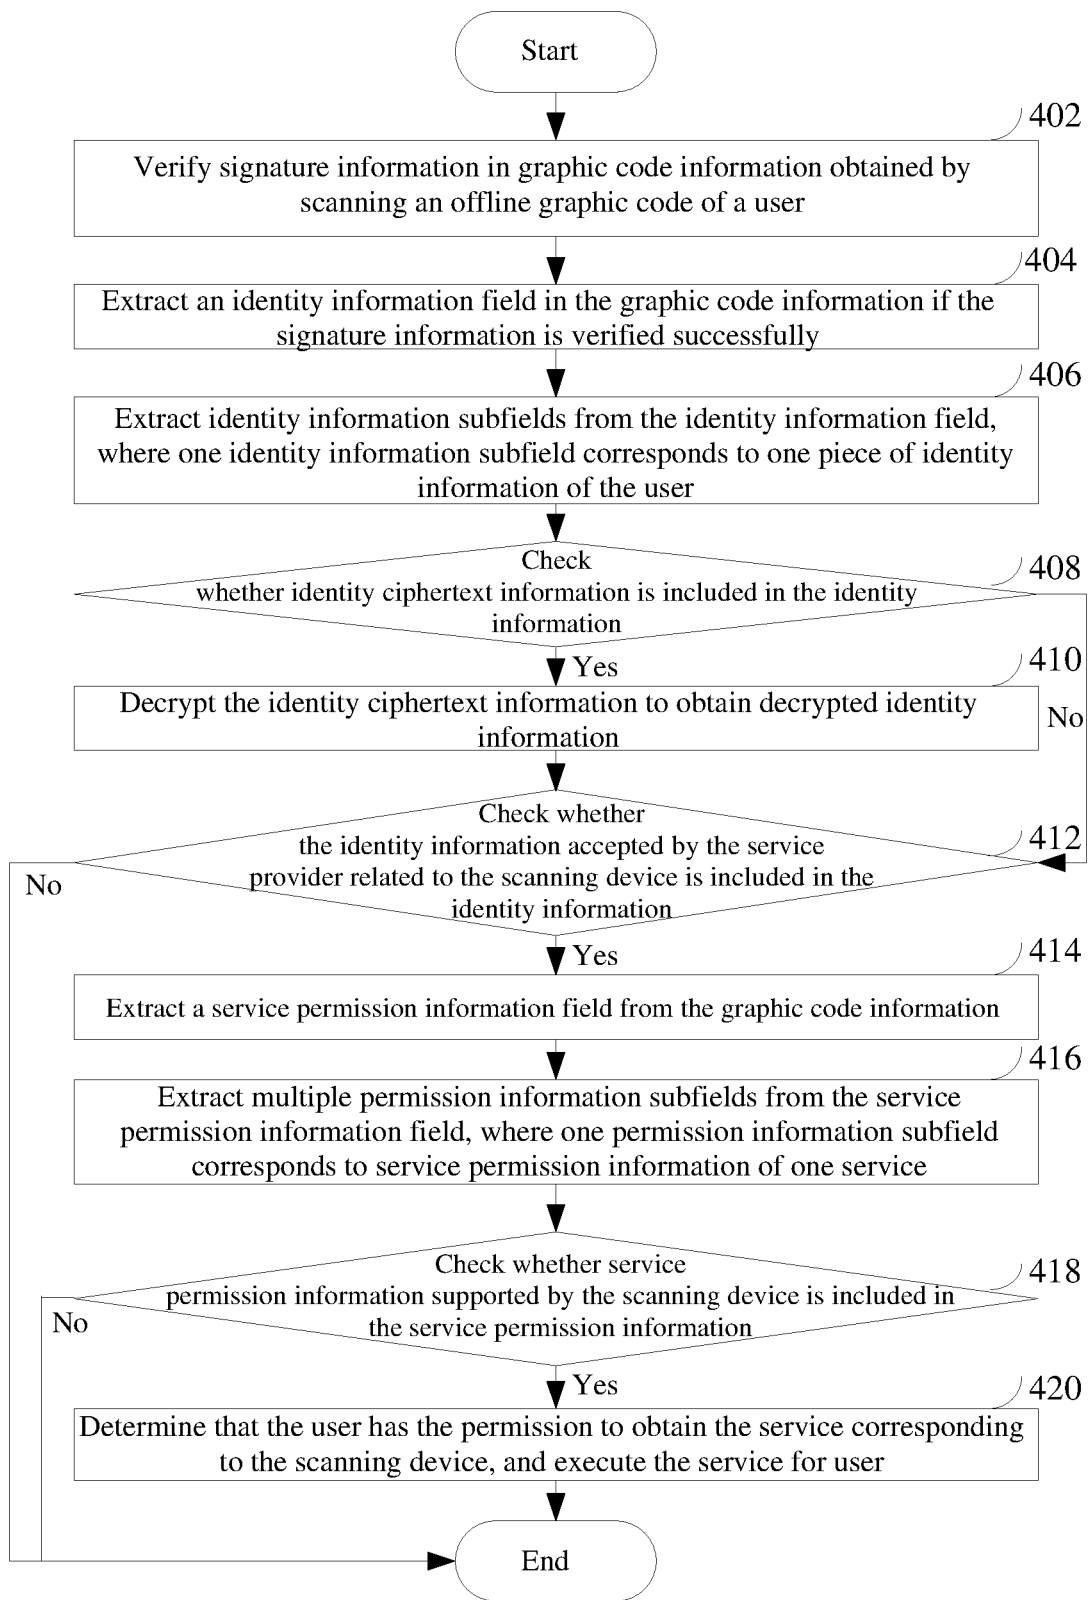 Start
402
Verify signature information in graphic code information obtained by
scanning an offline graphic code of a user
404
Extract an identity information field in the graphic code information if the
signature information is verified successfully
406
Extract identity information subfields from the identity information field,
where one identity information subfield corresponds to one piece of identity
information of the user
408
Check
whether identity ciphertext information is included in the identity
information
Yes
410
Decrypt the identity ciphertext information to obtain decrypted identity
information
No
412
Check whether
the identity information accepted by the service
provider related to the scanning device is included in the
identity information
No
Yes
414
Extract a service permission information field from the graphic code information
416
Extract multiple permission information subfields from the service
permission information field, where one permission information subfield
corresponds to service permission information of one service
418
Check whether service
permission information supported by the scanning device is included in
the service permission information
No
Yes
420
Determine that the user has the permission to obtain the service corresponding
to the scanning device, and execute the service for user
End